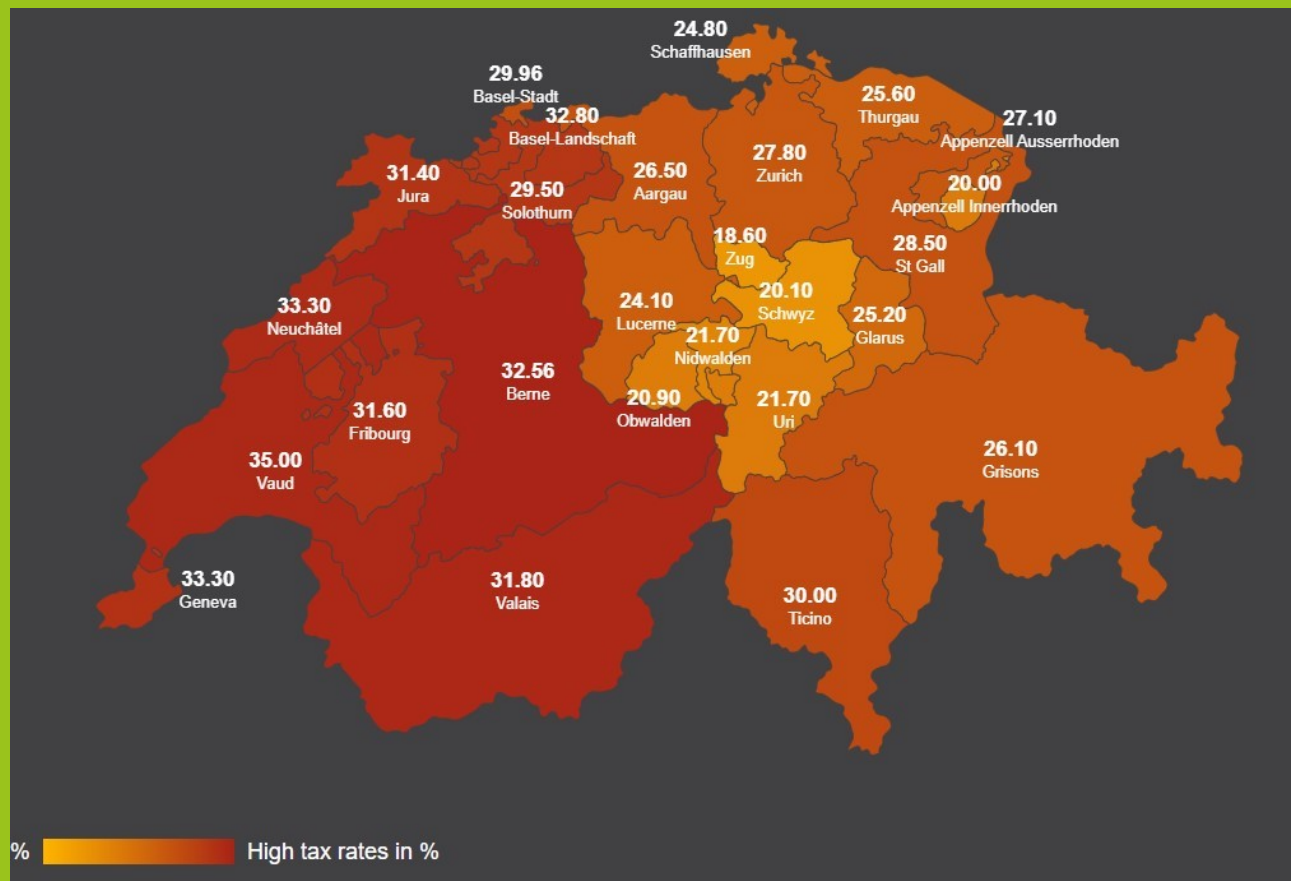 24.80
Schaffhausen
29.96
Basel-Stadt
32.80
Basel-Landschaft
25.60
Thurgau
27.10
Appenzell Ausserrhoden
31.40
Jura
29.50
Solothurn
26.50
Aargau
27.80
Zurich
20.00
Appenzell Innerrhoden
18.60
Zug
28.50
St Gall
33.30
Neuchâtel
24.10
Lucerne
20.10
Schwyz
25.20
Glarus
21.70
Nidwalden
32.56
Berne
20.90
Obwalden
21.70
Uri
31.60
Fribourg
35.00
Vaud
26.10
Grisons
33.30
Geneva
31.80
Valais
30.00
Ticino
% High tax rates in %